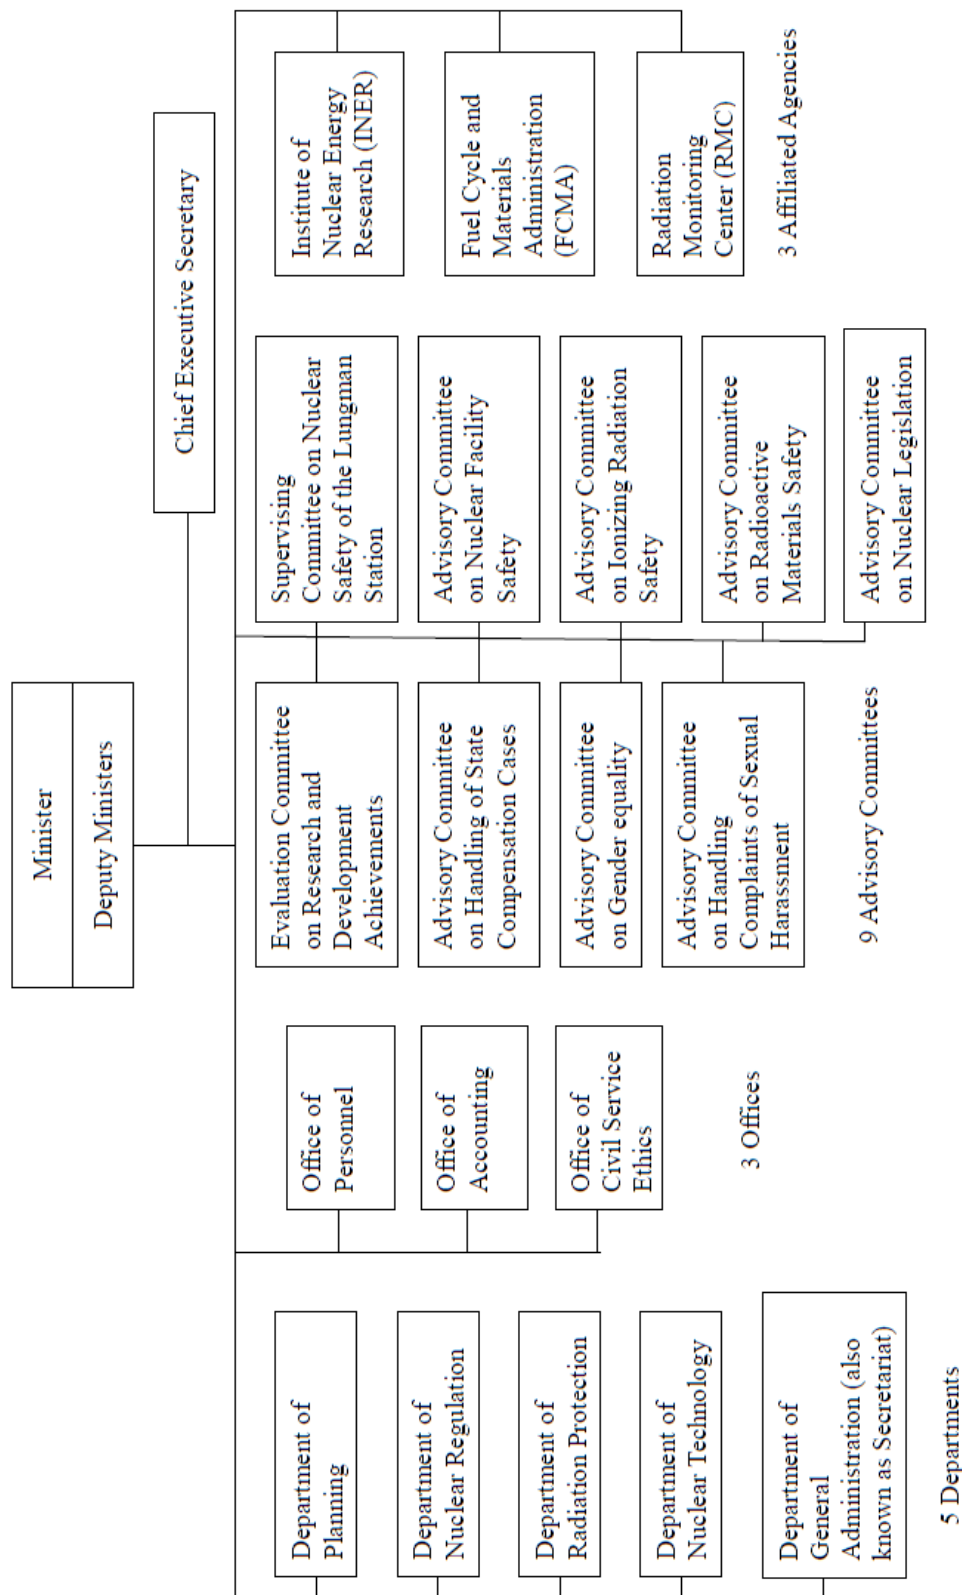 Minister
Deputy Ministers
Chief Executive Secretary
Department of
Planning
Department of
Nuclear Regulation
Department of
Radiation Protection
Department of
Nuclear Technology
Department of
General
Administration (also
known as Secretariat)
5 Departments
Office of
Personnel
Office of
Accounting
Office of
Civil Service
Ethics
3 Offices
Evaluation Committee
on Research and
Development
Achievements
Advisory Committee
on Handling of State
Compensation Cases
Advisory Committee
on Gender equality
Advisory Committee
on Handling
Complaints of Sexual
Harassment
Supervising
Committee on Nuclear
Safety of the Lungman
Station
Advisory Committee
on Nuclear Facility
Safety
Advisory Committee
on Ionizing Radiation
Safety
Advisory Committee
on Radioactive
Materials Safety
Advisory Committee
on Nuclear Legislation
9 Advisory Committees
Institute of
Nuclear Energy
Research (INER)
Fuel Cycle and
Materials
Administration
(FCMA)
Radiation
Monitoring
Center (RMC)
3 Affiliated Agencies